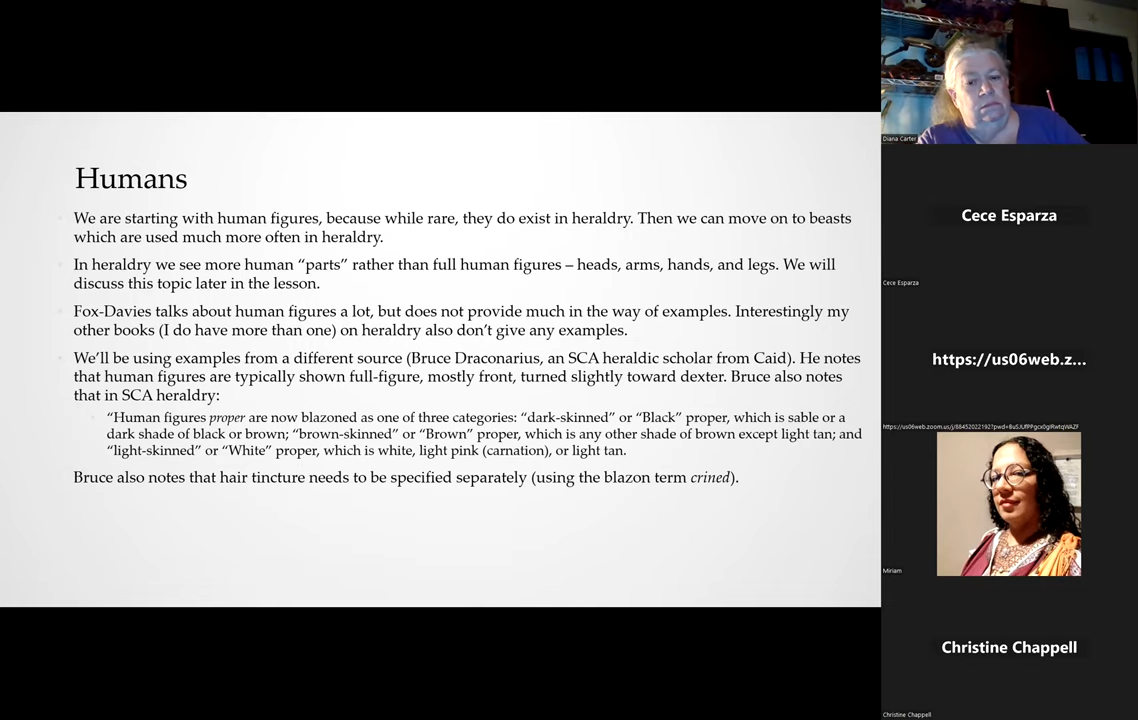 Humans
We are starting with human figures, because while rare, they do exist in heraldry. Then we can move on to beasts
which are used much more often in heraldry.
In heraldry we see more human “parts” rather than full human figures – heads, arms, hands, and legs. We will
discuss this topic later in the lesson.
Fox-Davies talks about human figures a lot, but does not provide much in the way of examples. Interestingly my
other books (I do have more than one) on heraldry also don’t give any examples.
We’ll be using examples from a different source (Bruce Draconarius, an SCA heraldic scholar from Caid). He notes
that human figures are typically shown full-figure, mostly front, turned slightly toward dexter. Bruce also notes
that in SCA heraldry:
“Human figures proper are now blazoned as one of three categories: “dark-skinned” or “Black” proper, which is sable or a
dark shade of black or brown; “brown-skinned” or “Brown” proper, which is any other shade of brown except light tan; and
“light-skinned” or “White” proper, which is white, light pink (carnation), or light tan.
Bruce also notes that hair tincture needs to be specified separately (using the blazon term crined).
Diana Carter
Cece Esparza
Cece Esparza
https://us06web.z...
Miriam
Christine Chappell
Christine Chappell